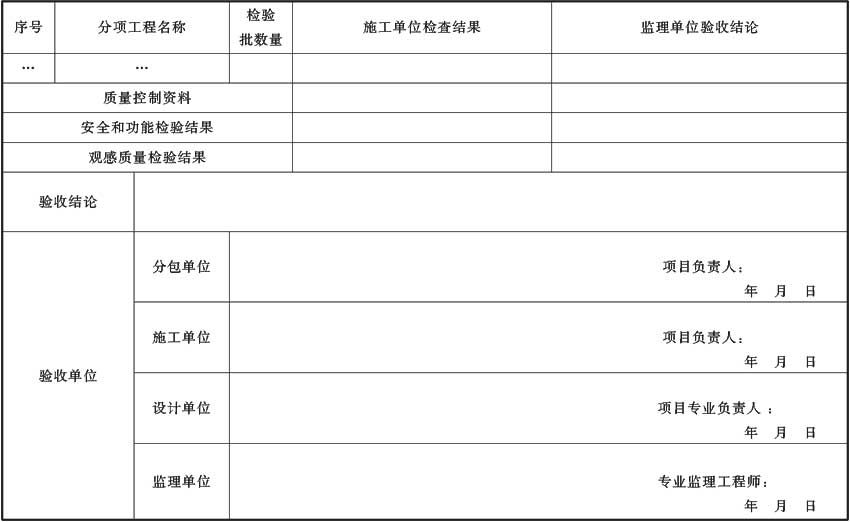 序号 分项工程名称 检验批数量 施工单位检查结果 监理单位验收结论
… …
质量控制资料
安全和功能检验结果
观感质量检验结果
验收结论
验收单位
分包单位 项目负责人：
年 月 日
施工单位 项目负责人：
年 月 日
设计单位 项目专业负责人：
年 月 日
监理单位 专业监理工程师：
年 月 日